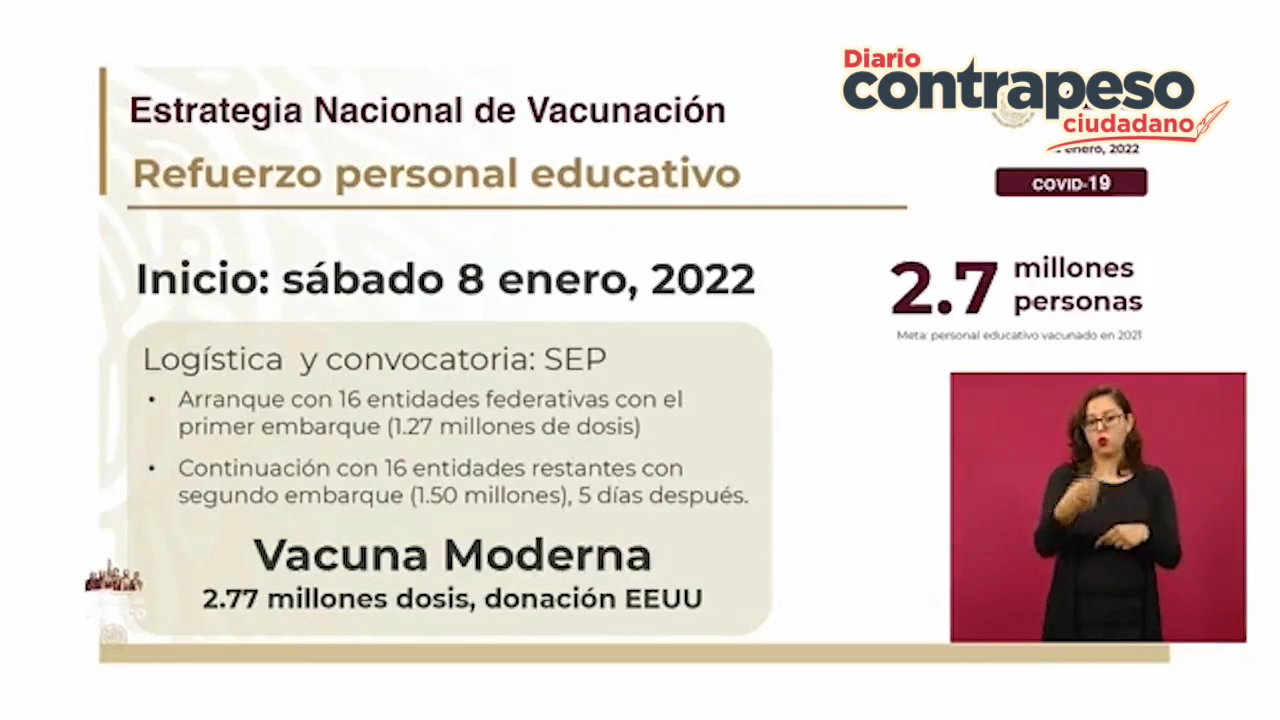 Diario
contrapeso
ciudadano
Estrategia Nacional de Vacunación
Refuerzo personal educativo
enero, 2022
COVID-19
Inicio: sábado 8 enero, 2022
2.7 millones
personas
Meta: personal educativo vacunado en 2021
Logística y convocatoria: SEP
• Arranque con 16 entidades federativas con el
primer embarque (1.27 millones de dosis)
• Continuación con 16 entidades restantes con
segundo embarque (1.50 millones), 5 días después.
Vacuna Moderna
2.77 millones dosis, donación EEUU